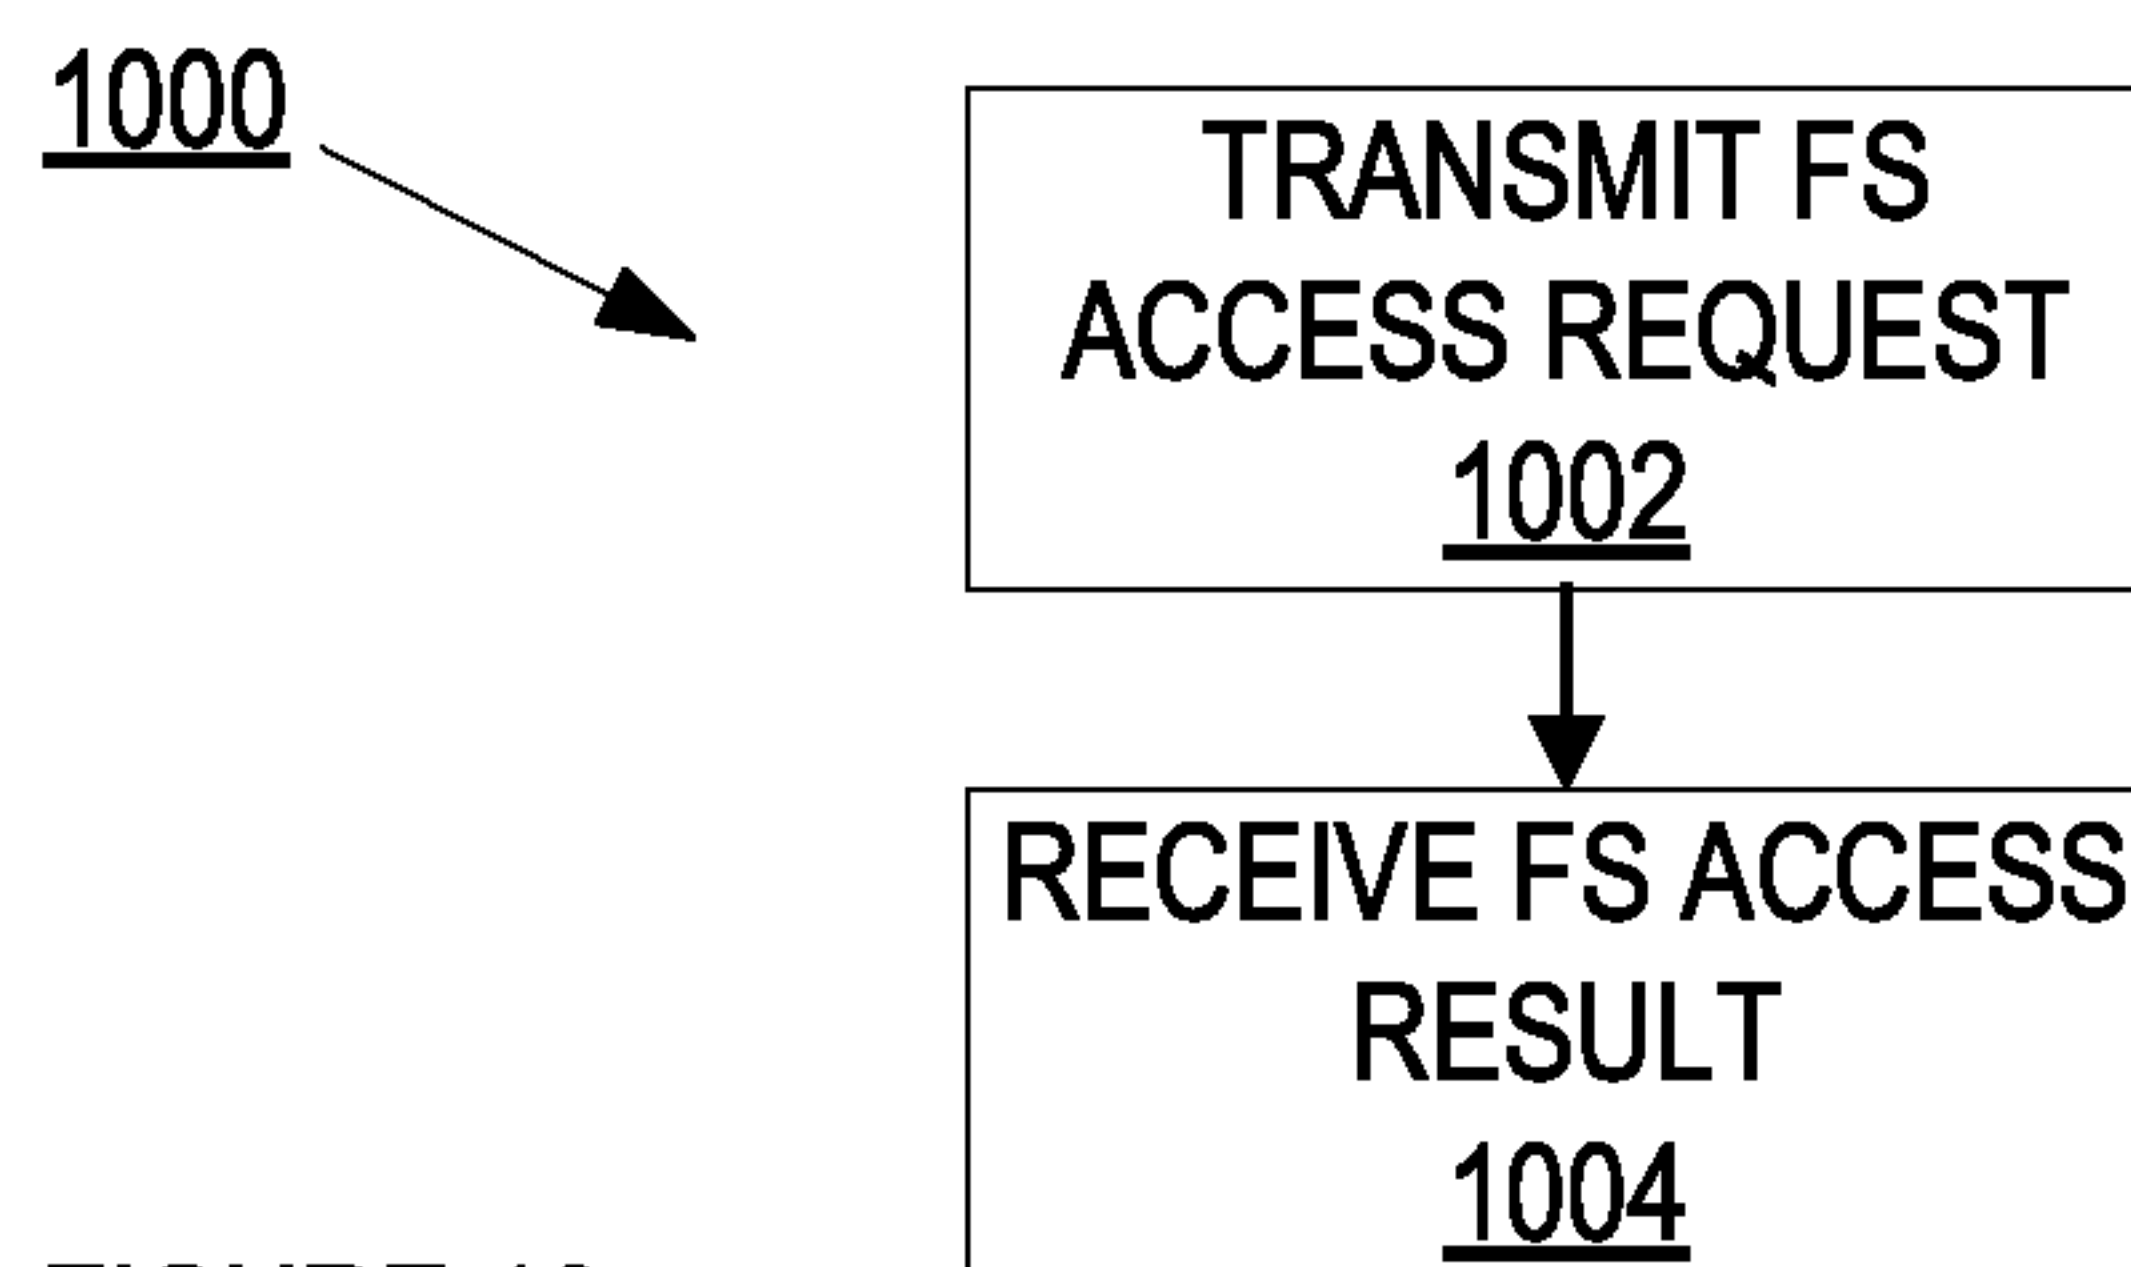 1000
TRANSMIT FS
ACCESS REQUEST
1002
RECEIVE FS ACCESS
RESULT
1004